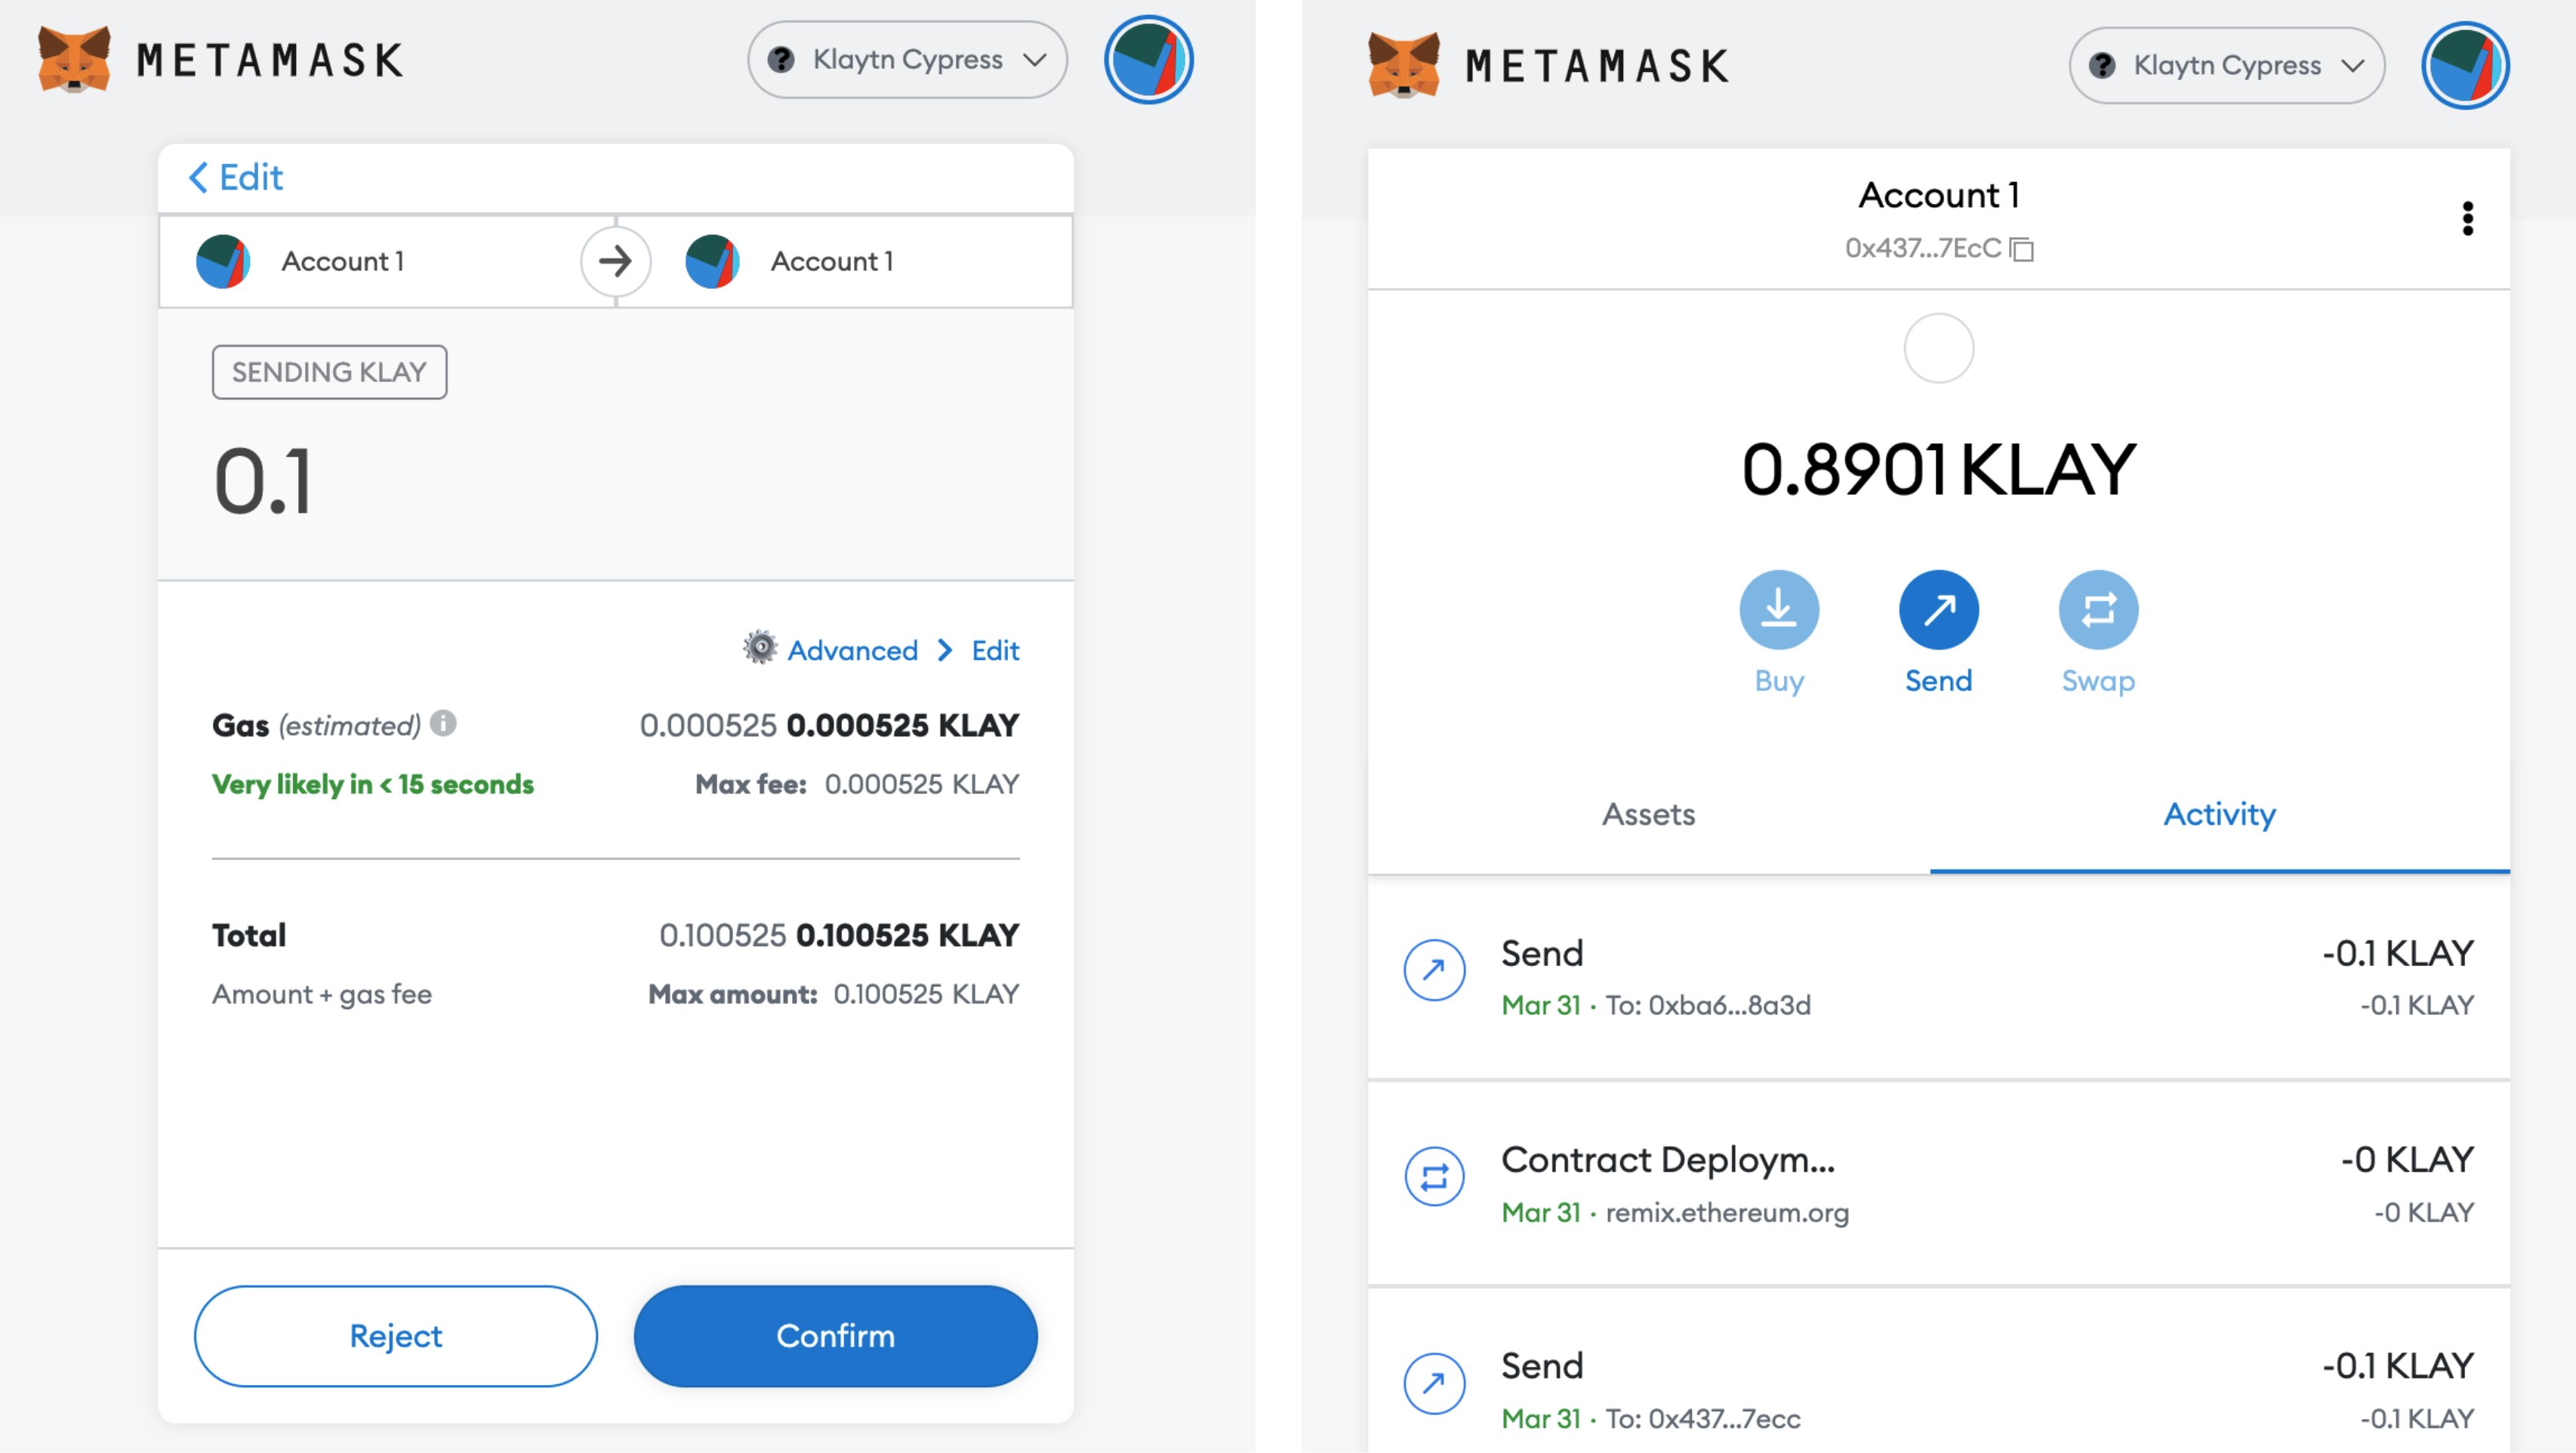 METAMASK
? Klaytn Cypress
Edit
Account 1
Account 1
SENDING KLAY
0.1
Advanced > Edit
Gas (estimated) i 0.000525 0.000525 KLAY
Very likely in < 15 seconds Max fee: 0.000525 KLAY
Total 0.100525 0.100525 KLAY
Amount + gas fee Max amount: 0.100525 KLAY
Reject
Confirm
METAMASK
? Klaytn Cypress
Account 1
0x437...7EcC
0.8901 KLAY
Buy
Send
Swap
Assets
Activity
Send -0.1 KLAY
Mar 31 · To: 0xba6...8a3d -0.1 KLAY
Contract Deploym... -0 KLAY
Mar 31 · remix.ethereum.org -0 KLAY
Send -0.1 KLAY
Mar 31 · To: 0x437...7ecc -0.1 KLAY